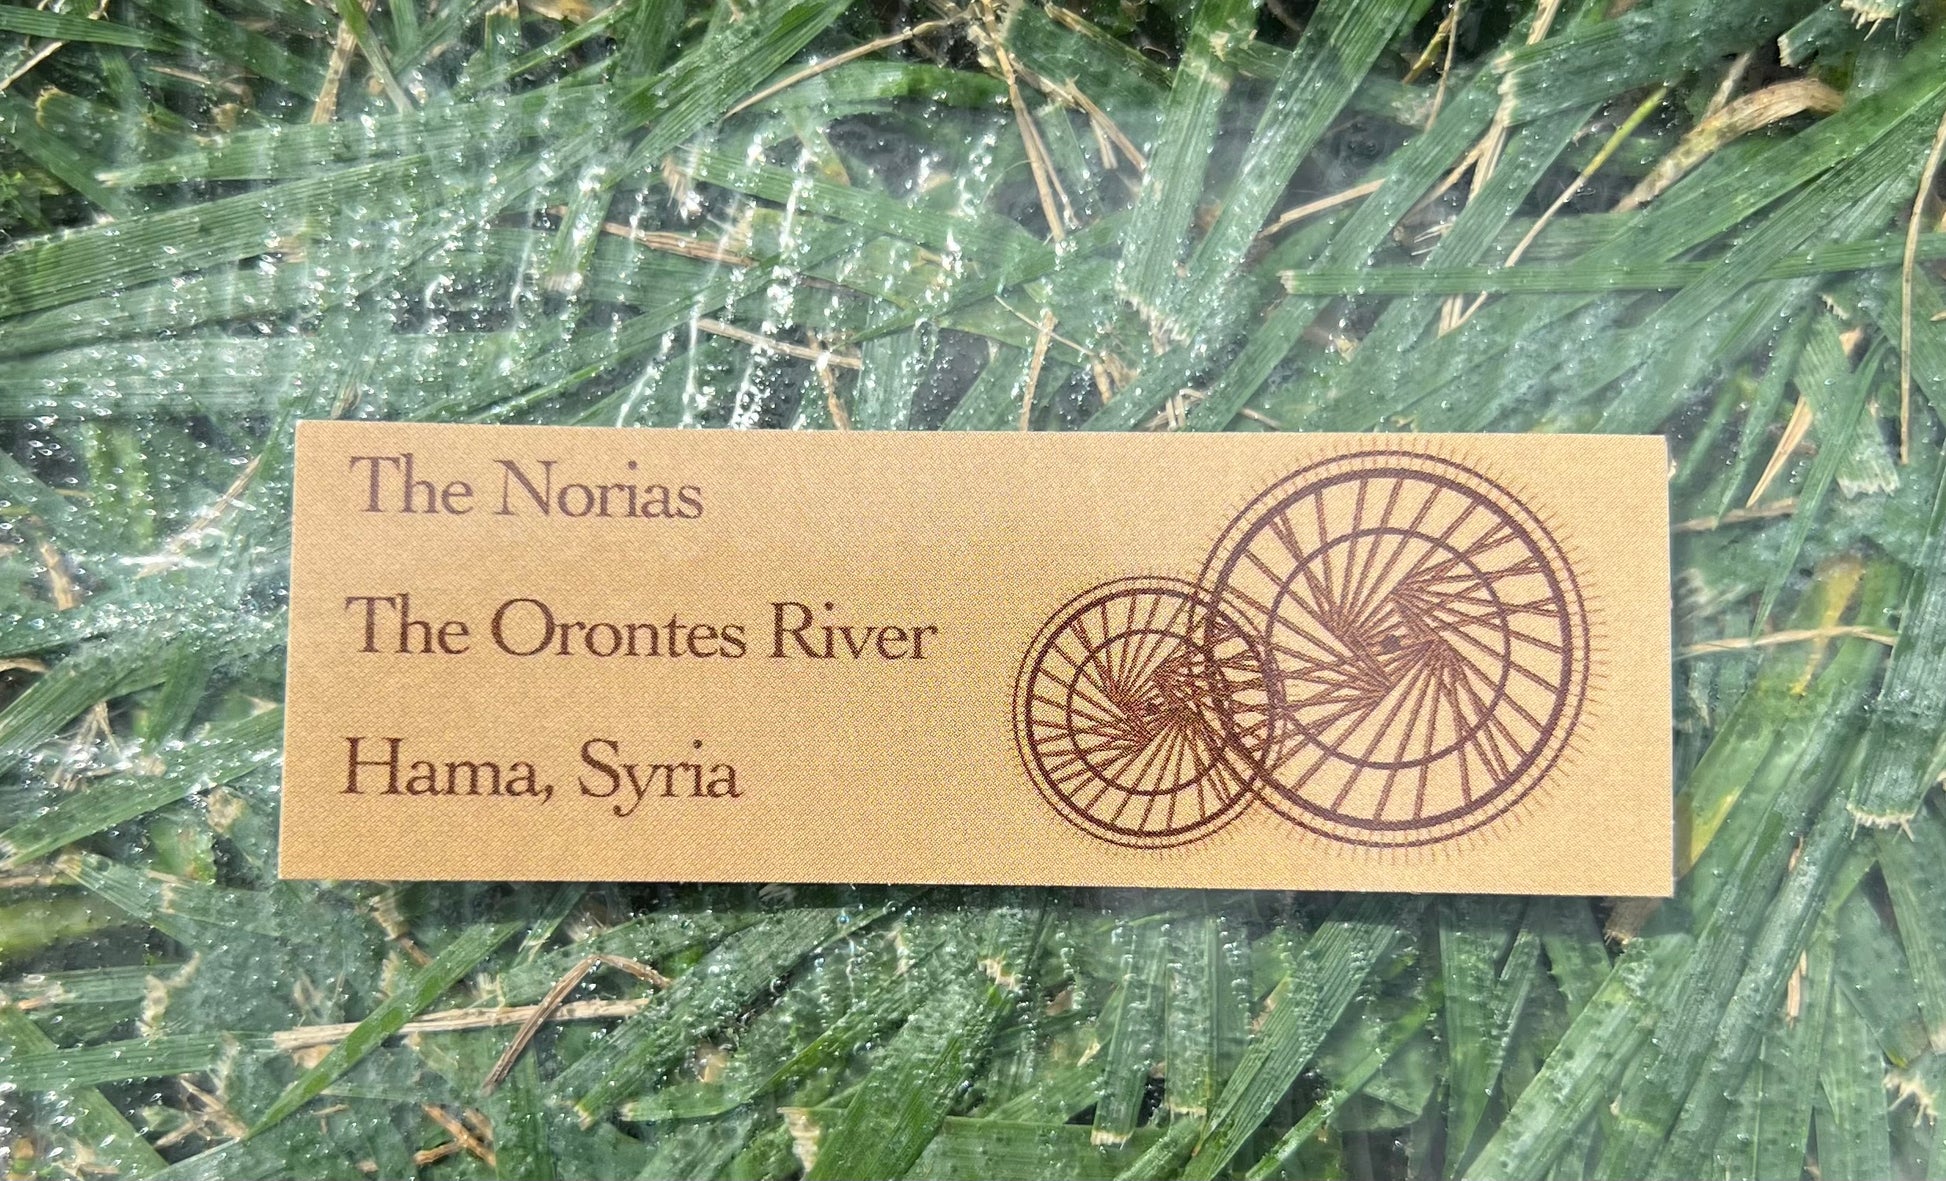 The Norias
The Orontes River
Hama, Syria